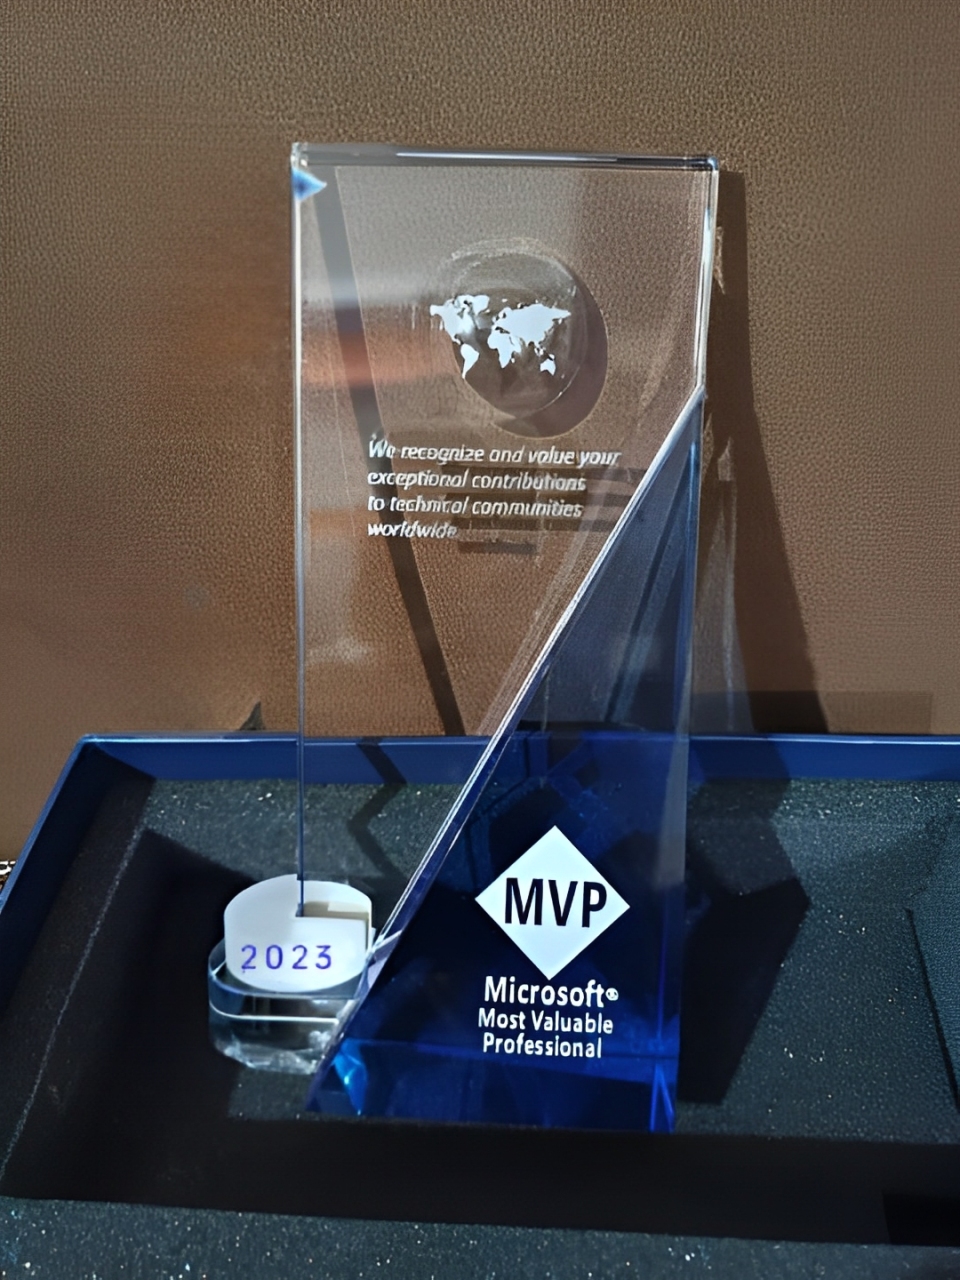 We recognize and value your
exceptional contributions
to technical communities
worldwide.
2023
MVP
Microsoft®
Most Valuable
Professional